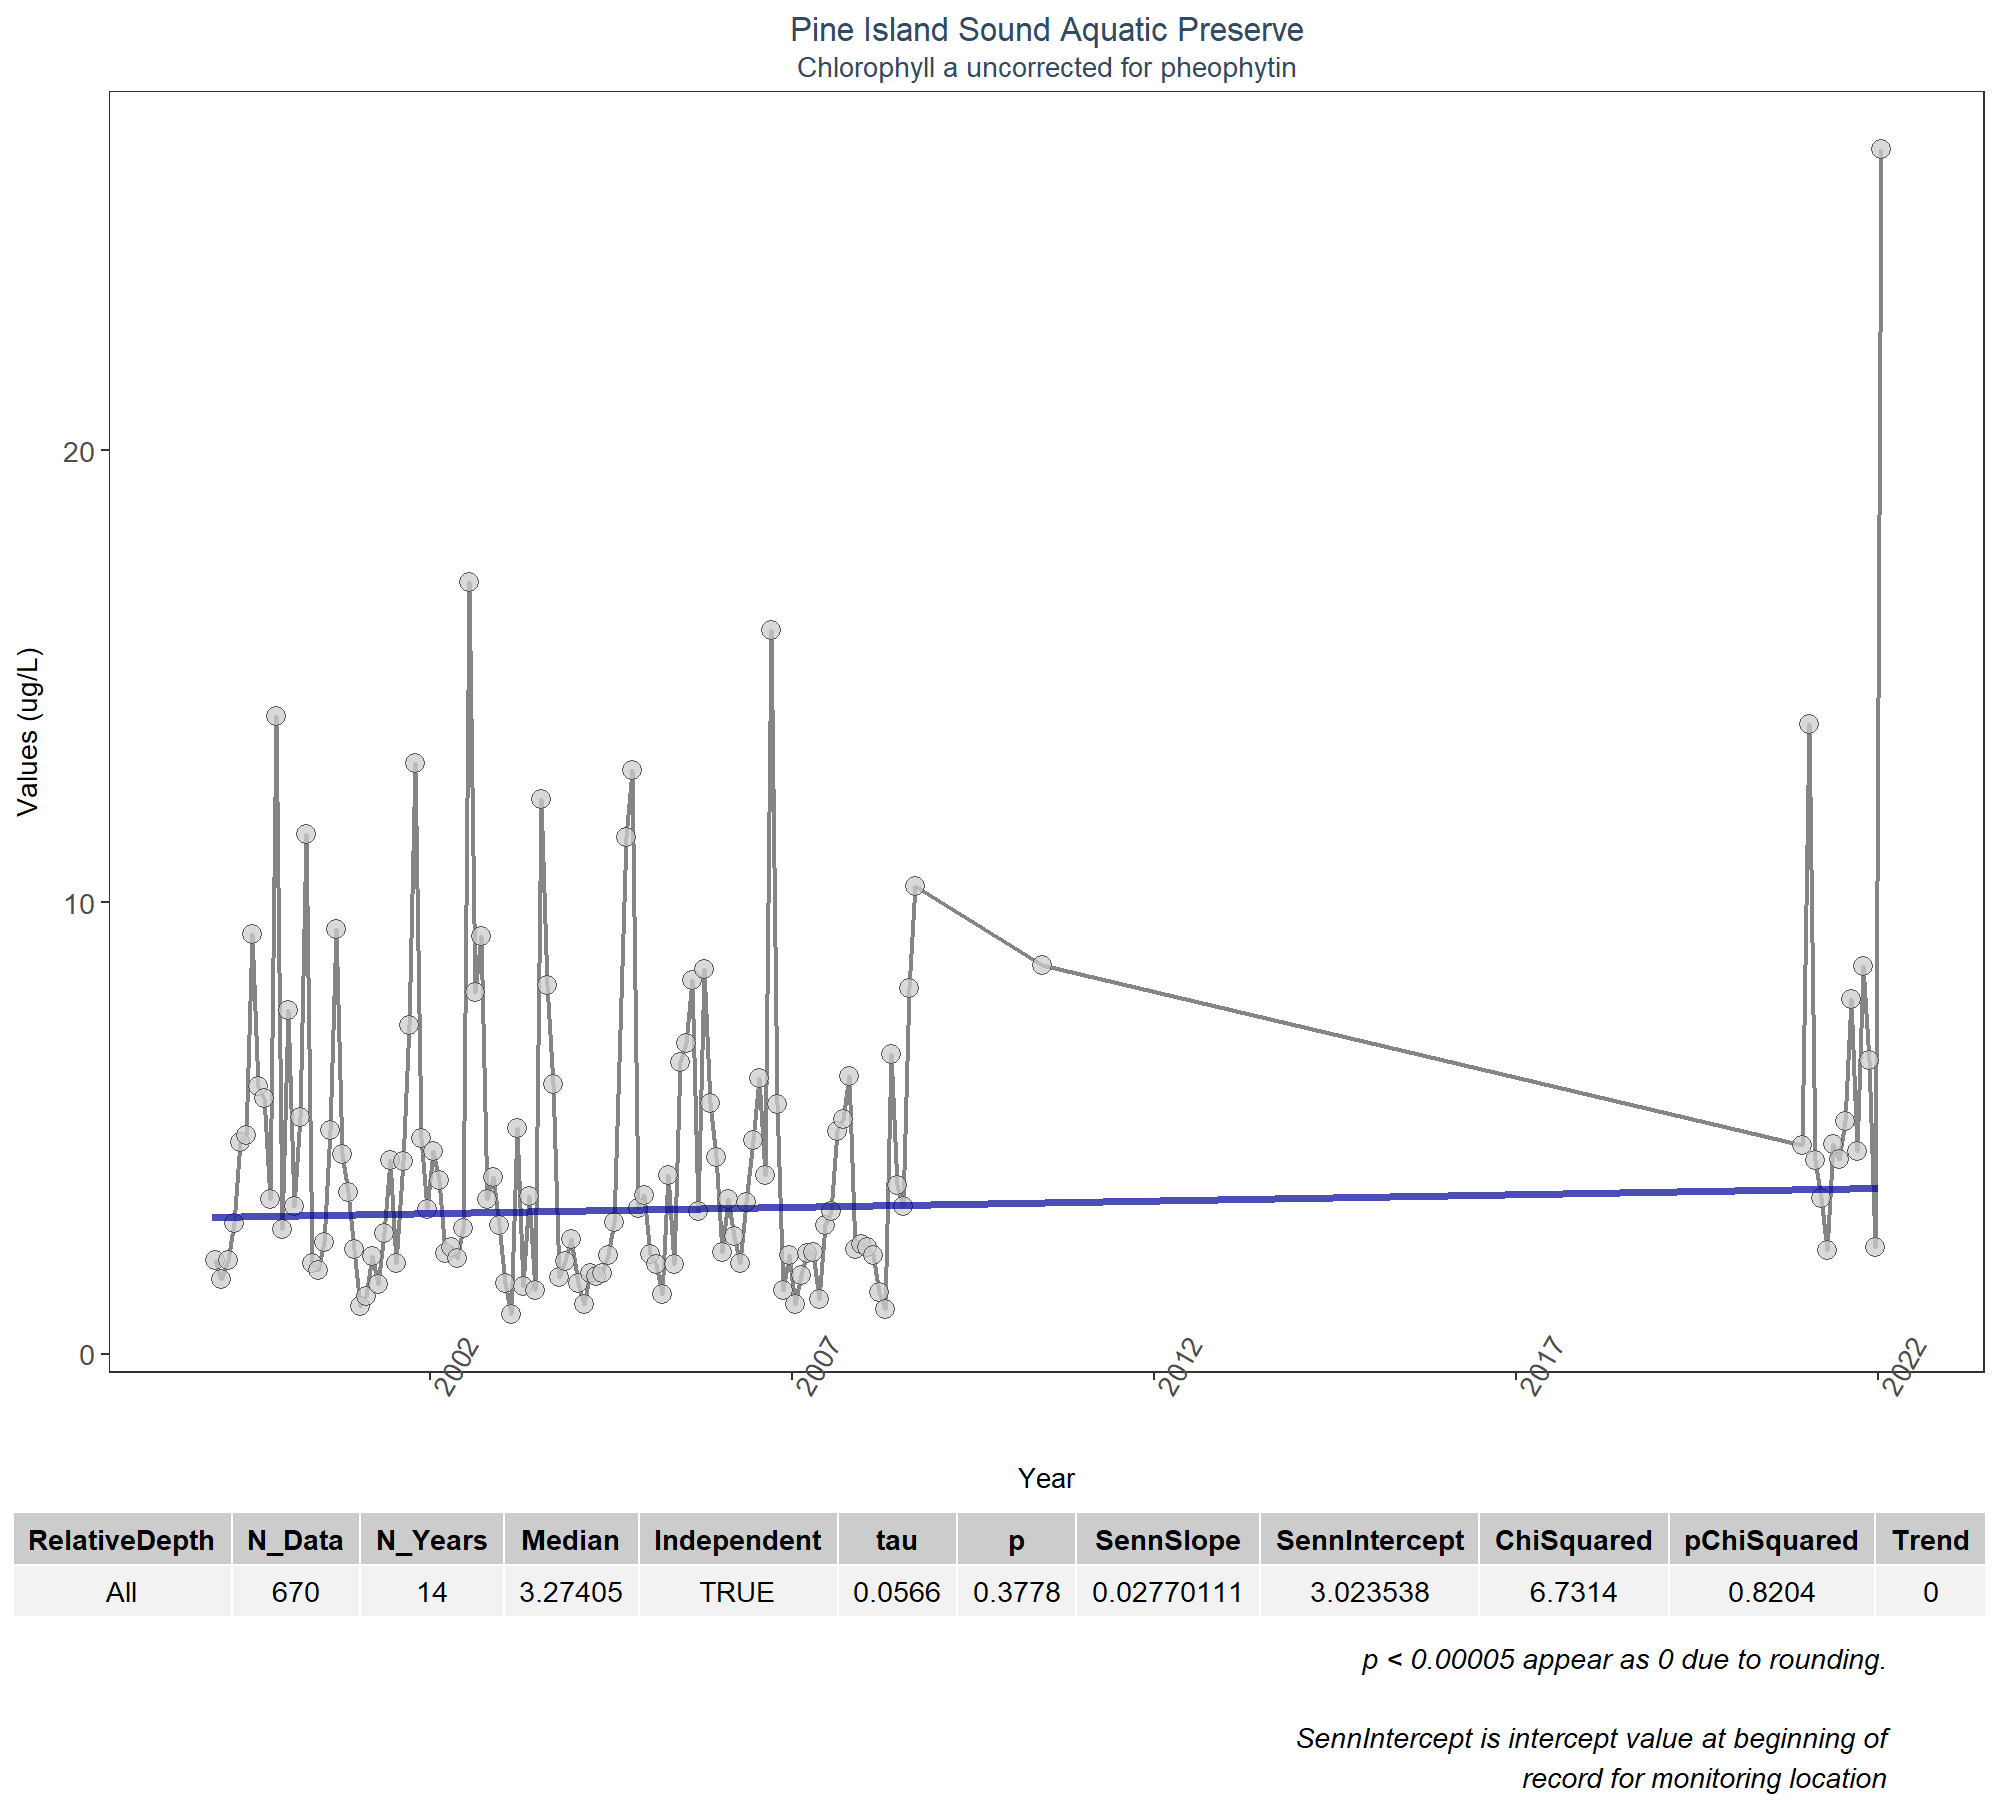 Pine Island Sound Aquatic Preserve
Chlorophyll a uncorrected for pheophytin
Values (ug/L)
20
10
0
2002 2007 2012 2017 2022
Year
RelativeDepth N_Data N_Years Median Independent tau p SennSlope SennIntercept ChiSquared pChiSquared Trend
All 670 14 3.27405 TRUE 0.0566 0.3778 0.02770111 3.023538 6.7314 0.8204 0
p < 0.00005 appear as 0 due to rounding.
SennIntercept is intercept value at beginning of
record for monitoring location